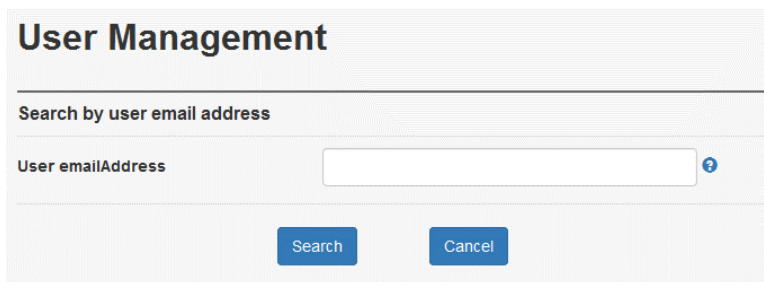 User Management
Search by user email address
User emailAddress
?
Search Cancel